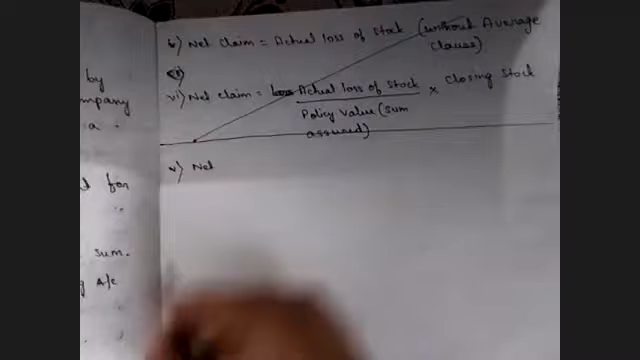 v) Net claim = Actual loss of stock (without Average
clause)
vi) Net claim = Actual loss of stock × closing stock
Policy value (sum
assured)
v) Net
by
company
a .
for
sum.
A/c